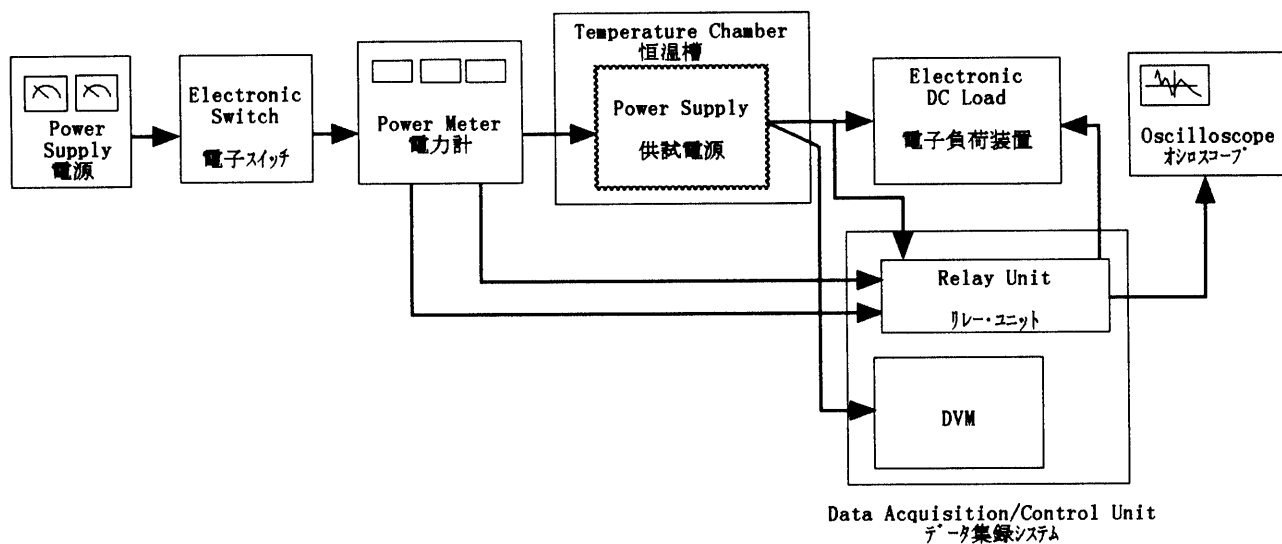 Power
Supply
電源
Electronic
Switch
電子スイッチ
Power Meter
電力計
Temperature Chamber
恒温槽
Power Supply
供試電源
Electronic
DC Load
電子負荷装置
Oscilloscope
オシロスコープ
Relay Unit
リレー・ユニット
DVM
Data Acquisition/Control Unit
データ集録システム